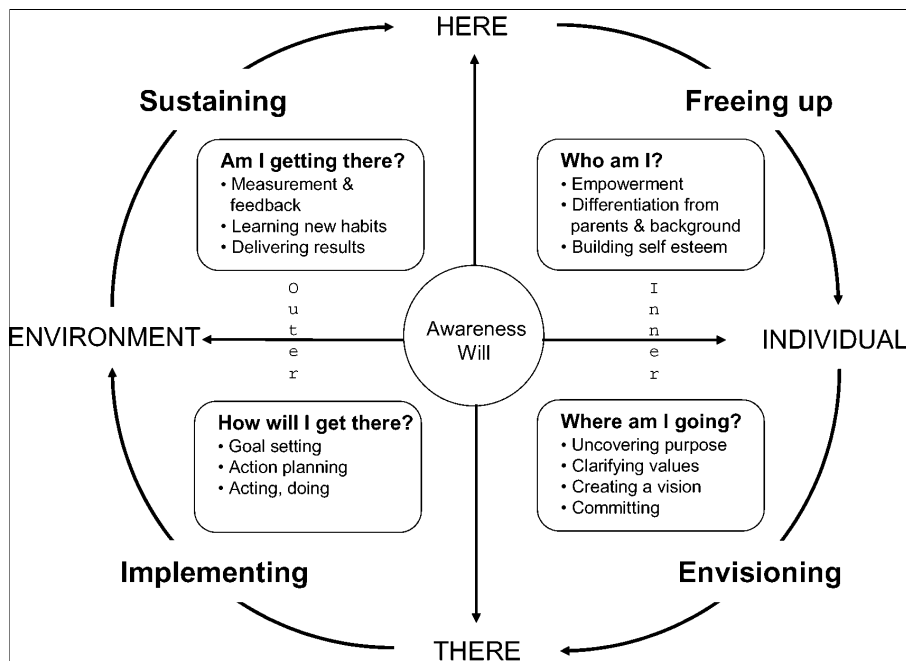 HERE
Sustaining
Freeing up
Am I getting there?
• Measurement &
feedback
• Learning new habits
• Delivering results
Who am I?
• Empowerment
• Differentiation from
parents & background
• Building self esteem
Outer
Inner
ENVIRONMENT
Awareness
Will
INDIVIDUAL
How will I get there?
• Goal setting
• Action planning
• Acting, doing
Where am I going?
• Uncovering purpose
• Clarifying values
• Creating a vision
• Committing
Implementing
Envisioning
THERE